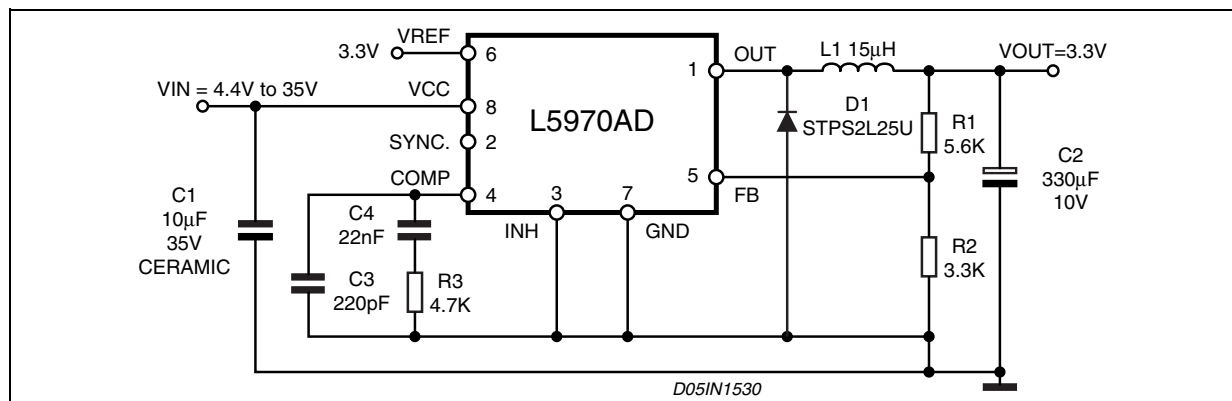 VREF
3.3V
6
OUT
L1 15µH
VOUT=3.3V
1
VIN = 4.4V to 35V
VCC
8
L5970AD
D1
STPS2L25U
R1
5.6K
SYNC.
2
C2
330µF
10V
COMP
4
3
7
5
FB
INH
GND
C1
10µF
35V
CERAMIC
C4
22nF
C3
220pF
R3
4.7K
R2
3.3K
D05IN1530